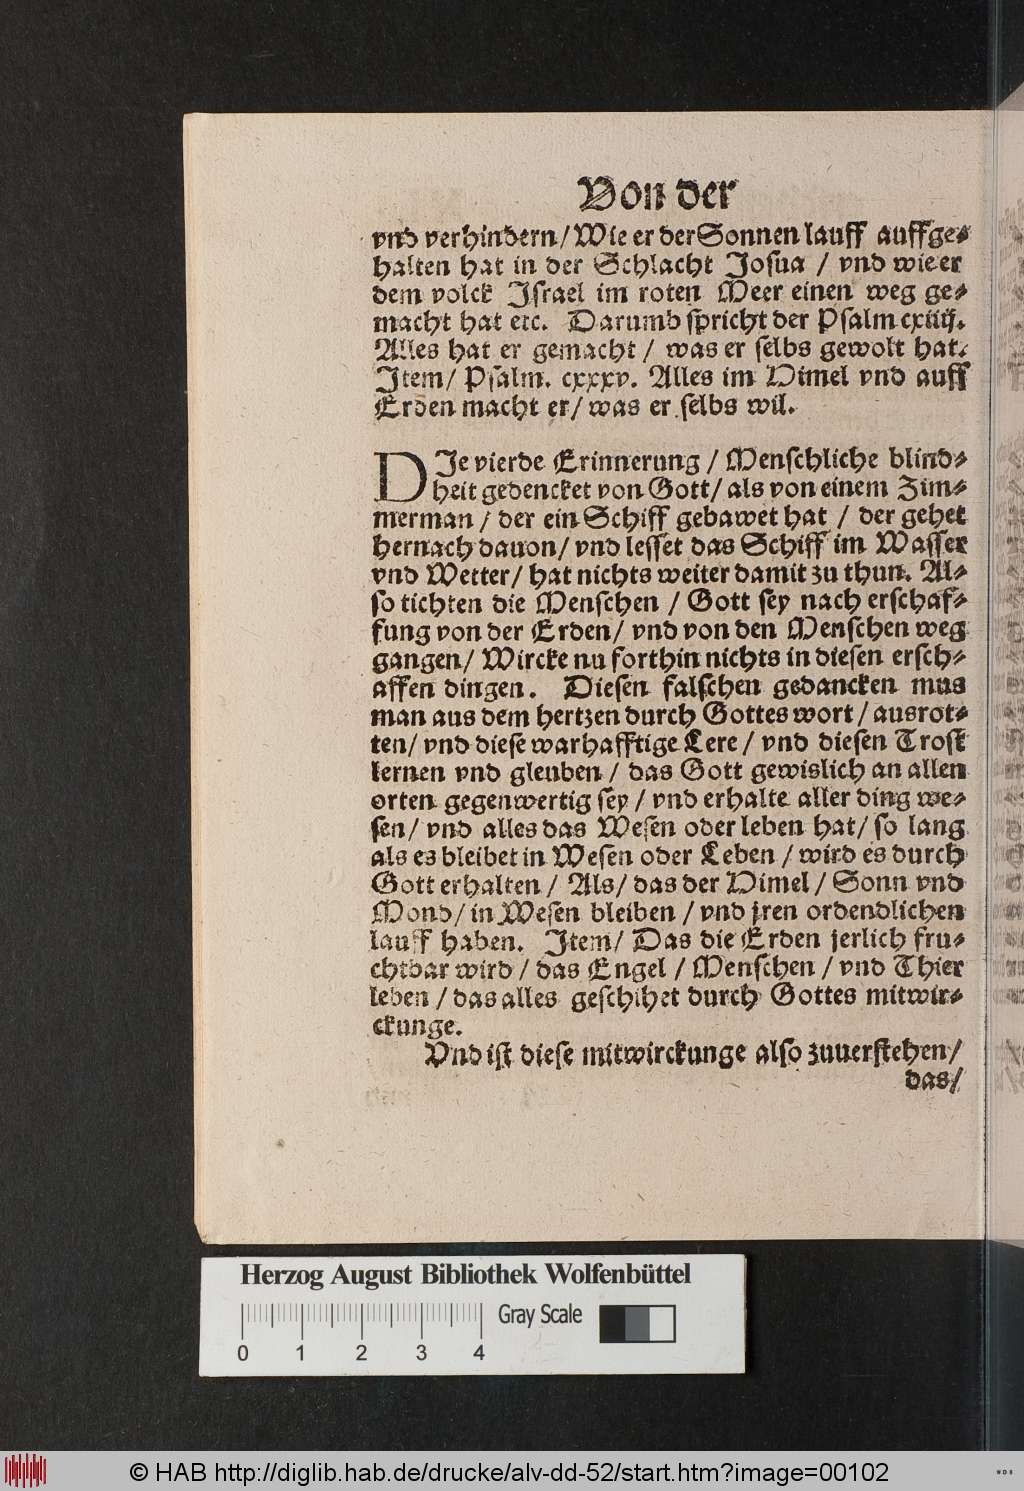 Von der
vnd verhindern/ Wie er der Sonnen lauff auffge-
halten hat in der Schlacht Josua / vnd wie er
dem volck Jsrael im roten Meer einen weg ge-
macht hat etc. Darumb spricht der Psalm cxiiij.
Alles hat er gemacht / was er selbs gewolt hat.
Jtem/ Psalm. cxxxv. Alles im Himel vnd auff
Erden macht er/ was er selbs wil.
DJe vierde Erinnerung / Menschliche blind-
heit gedencket von Gott/ als von einem Zim-
merman / der ein Schiff gebawet hat / der gehet
hernach dauon/ vnd lesset das Schiff im Wasser
vnd Wetter/ hat nichts weiter damit zu thun. Al-
so tichten die Menschen / Gott sey nach erschaf-
fung von der Erden/ vnd von den Menschen weg
gangen/ Wircke nu forthin nichts in diesen ersch-
affen dingen. Diesen falschen gedancken mus
man aus dem hertzen durch Gottes wort / ausrot-
ten/ vnd diese warhafftige Lere / vnd diesen Trost
lernen vnd gleuben / das Gott gewislich an allen
orten gegenwertig sey / vnd erhalte aller ding we-
sen/ vnd alles das Wesen oder leben hat/ so lang
als es bleibet in Wesen oder Leben / wird es durch
Gott erhalten / Als/ das der Himel / Sonn vnd
Mond/ in Wesen bleiben / vnd jren ordendlichen
lauff haben. Jtem/ Das die Erden jerlich fru-
chtbar wird / das Engel / Menschen / vnd Thier
leben / das alles geschihet durch Gottes mitwir-
ckunge.
Vnd ist diese mitwirckunge also zuuerstehen/
das/
Herzog August Bibliothek Wolfenbüttel
Gray Scale
0 1 2 3 4
© HAB http://diglib.hab.de/drucke/alv-dd-52/start.htm?image=00102